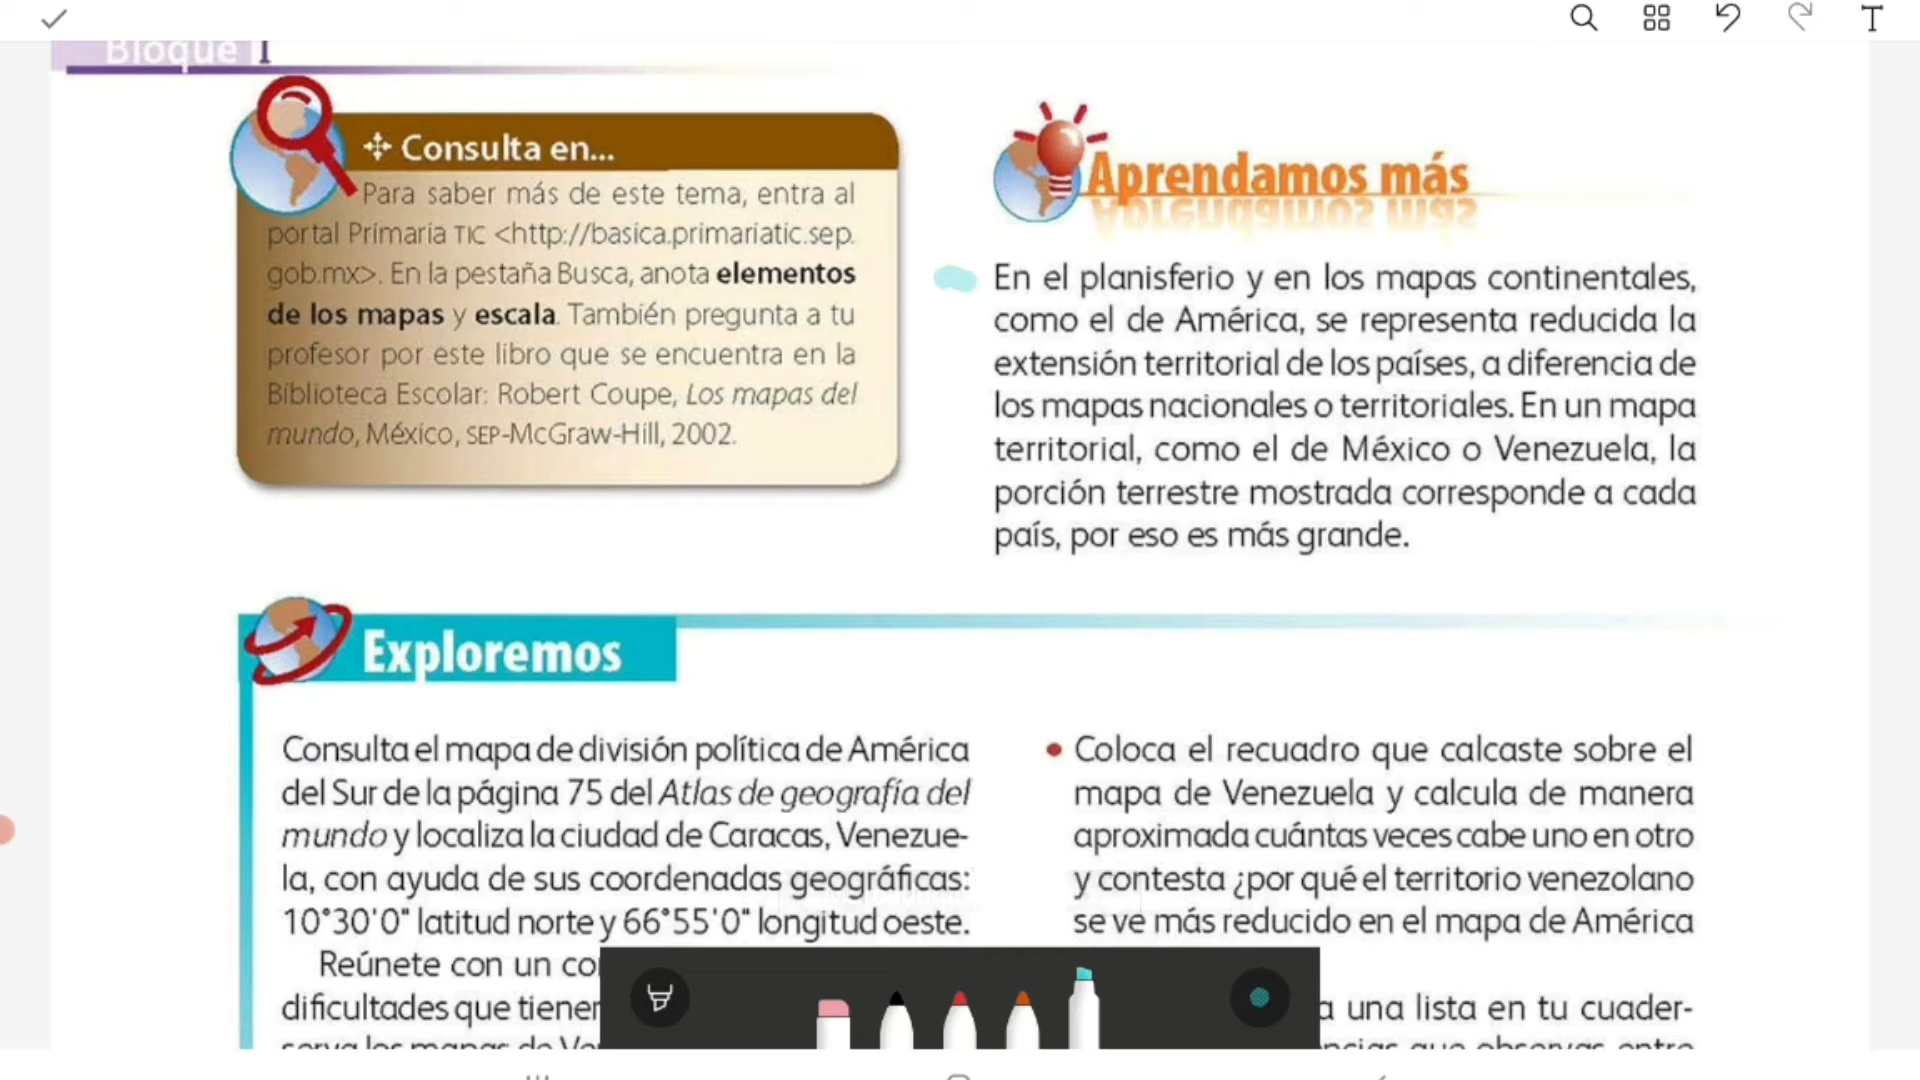 Bloque I
Consulta en...
Para saber más de este tema, entra al
portal Primaria TIC <http://basica.primariatic.sep.
gob.mx>. En la pestaña Busca, anota elementos
de los mapas y escala. También pregunta a tu
profesor por este libro que se encuentra en la
Biblioteca Escolar: Robert Coupe, Los mapas del
mundo, México, SEP-McGraw-Hill, 2002.
Aprendamos más
En el planisferio y en los mapas continentales,
como el de América, se representa reducida la
extensión territorial de los países, a diferencia de
los mapas nacionales o territoriales. En un mapa
territorial, como el de México o Venezuela, la
porción terrestre mostrada corresponde a cada
país, por eso es más grande.
Exploremos
Consulta el mapa de división política de América
del Sur de la página 75 del Atlas de geografía del
mundo y localiza la ciudad de Caracas, Venezue-
la, con ayuda de sus coordenadas geográficas:
10°30'0" latitud norte y 66°55'0" longitud oeste.
Reúnete con un co
dificultades que tiener
serva los mapas de Ve
Coloca el recuadro que calcaste sobre el
mapa de Venezuela y calcula de manera
aproximada cuántas veces cabe uno en otro
y contesta ¿por qué el territorio venezolano
se ve más reducido en el mapa de América
a una lista en tu cuader-
ncias que observas entre